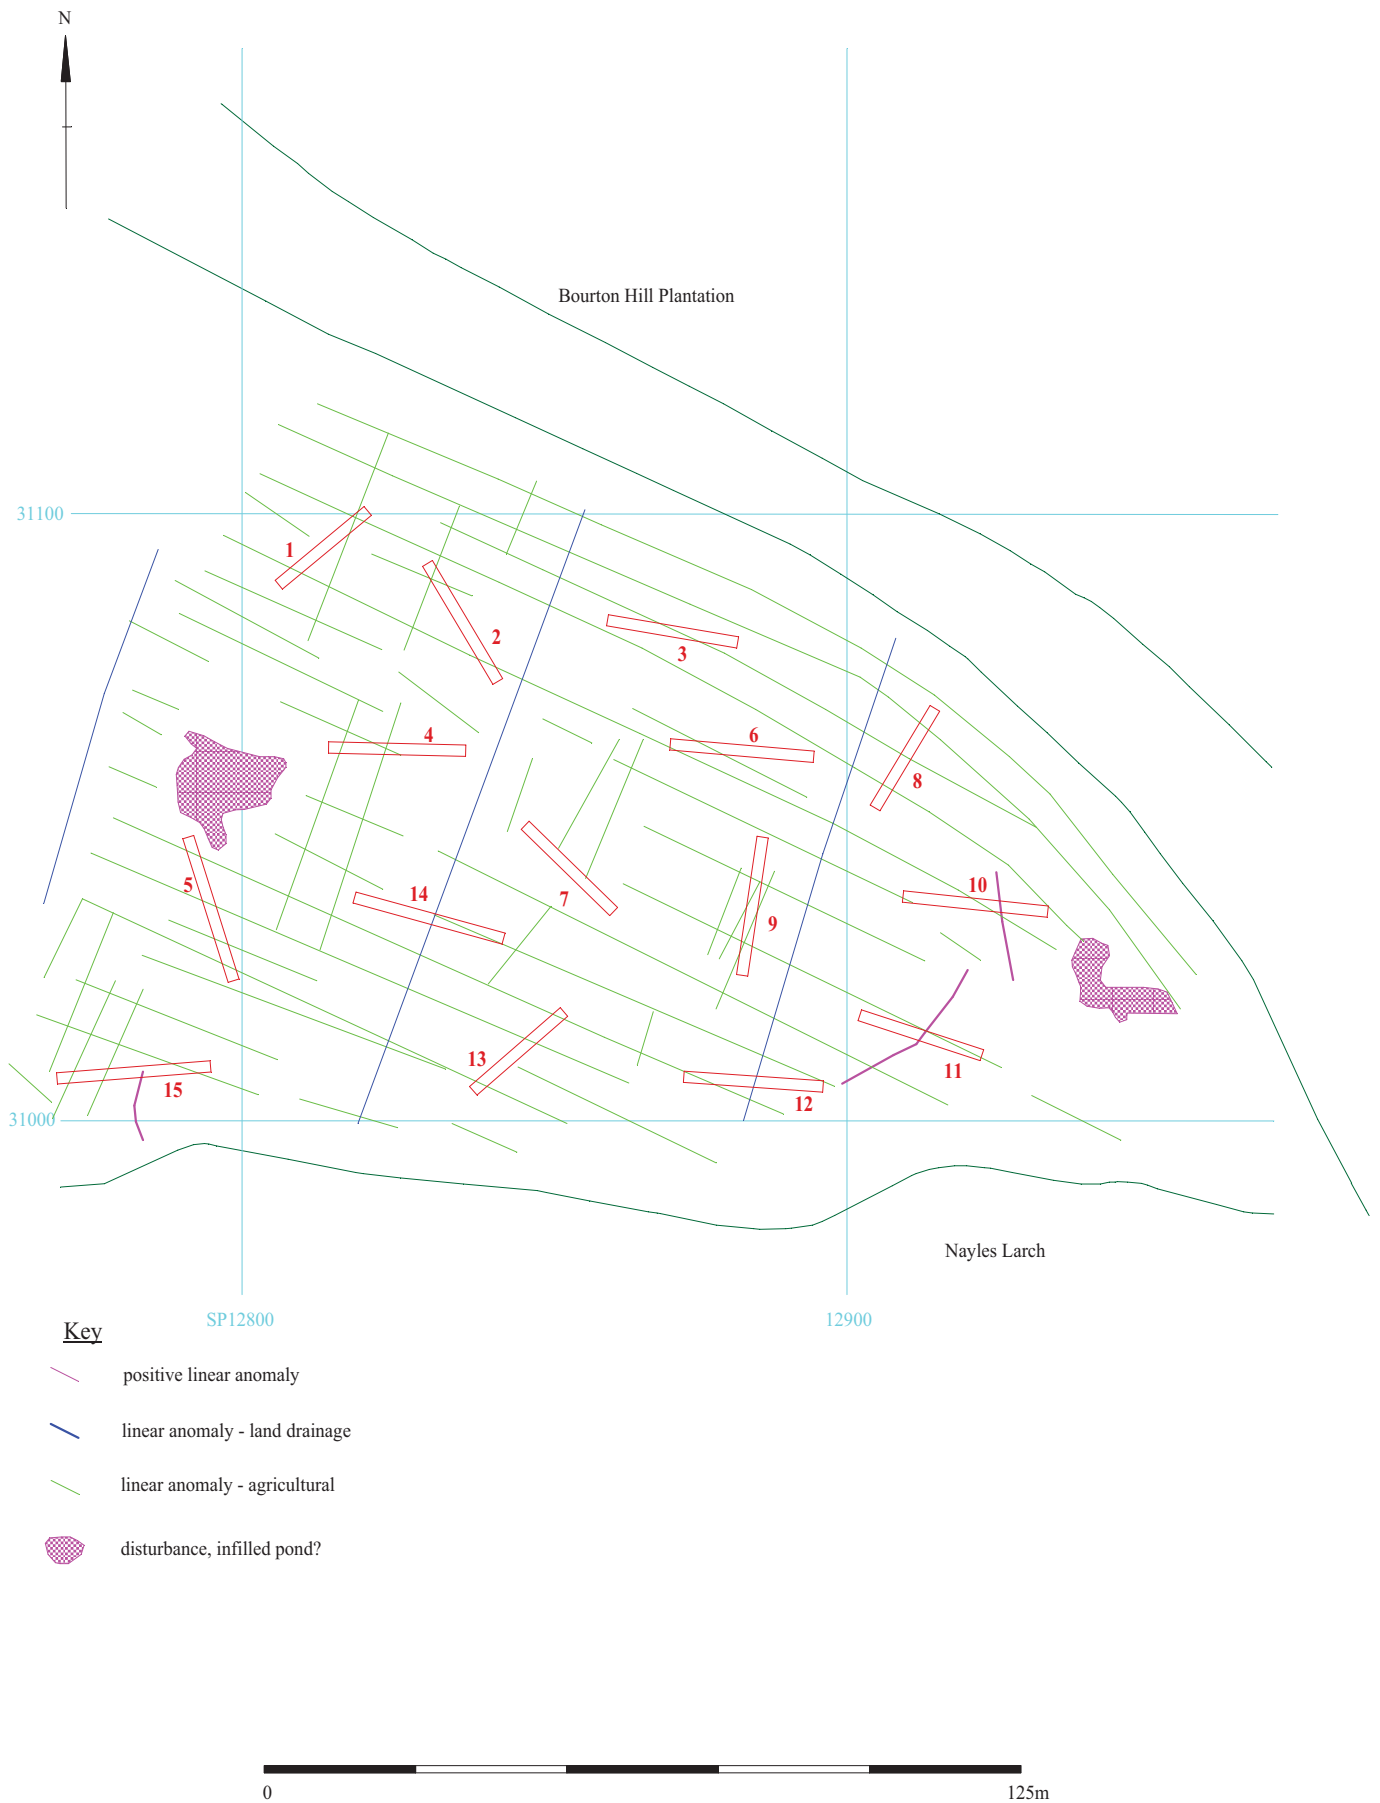 N
Bourton Hill Plantation
31100
1
2
3
4
6
8
5
14
7
9
10
13
11
15
12
31000
Nayles Larch
SP12800
12900
Key
positive linear anomaly
linear anomaly - land drainage
linear anomaly - agricultural
disturbance, infilled pond?
0
125m